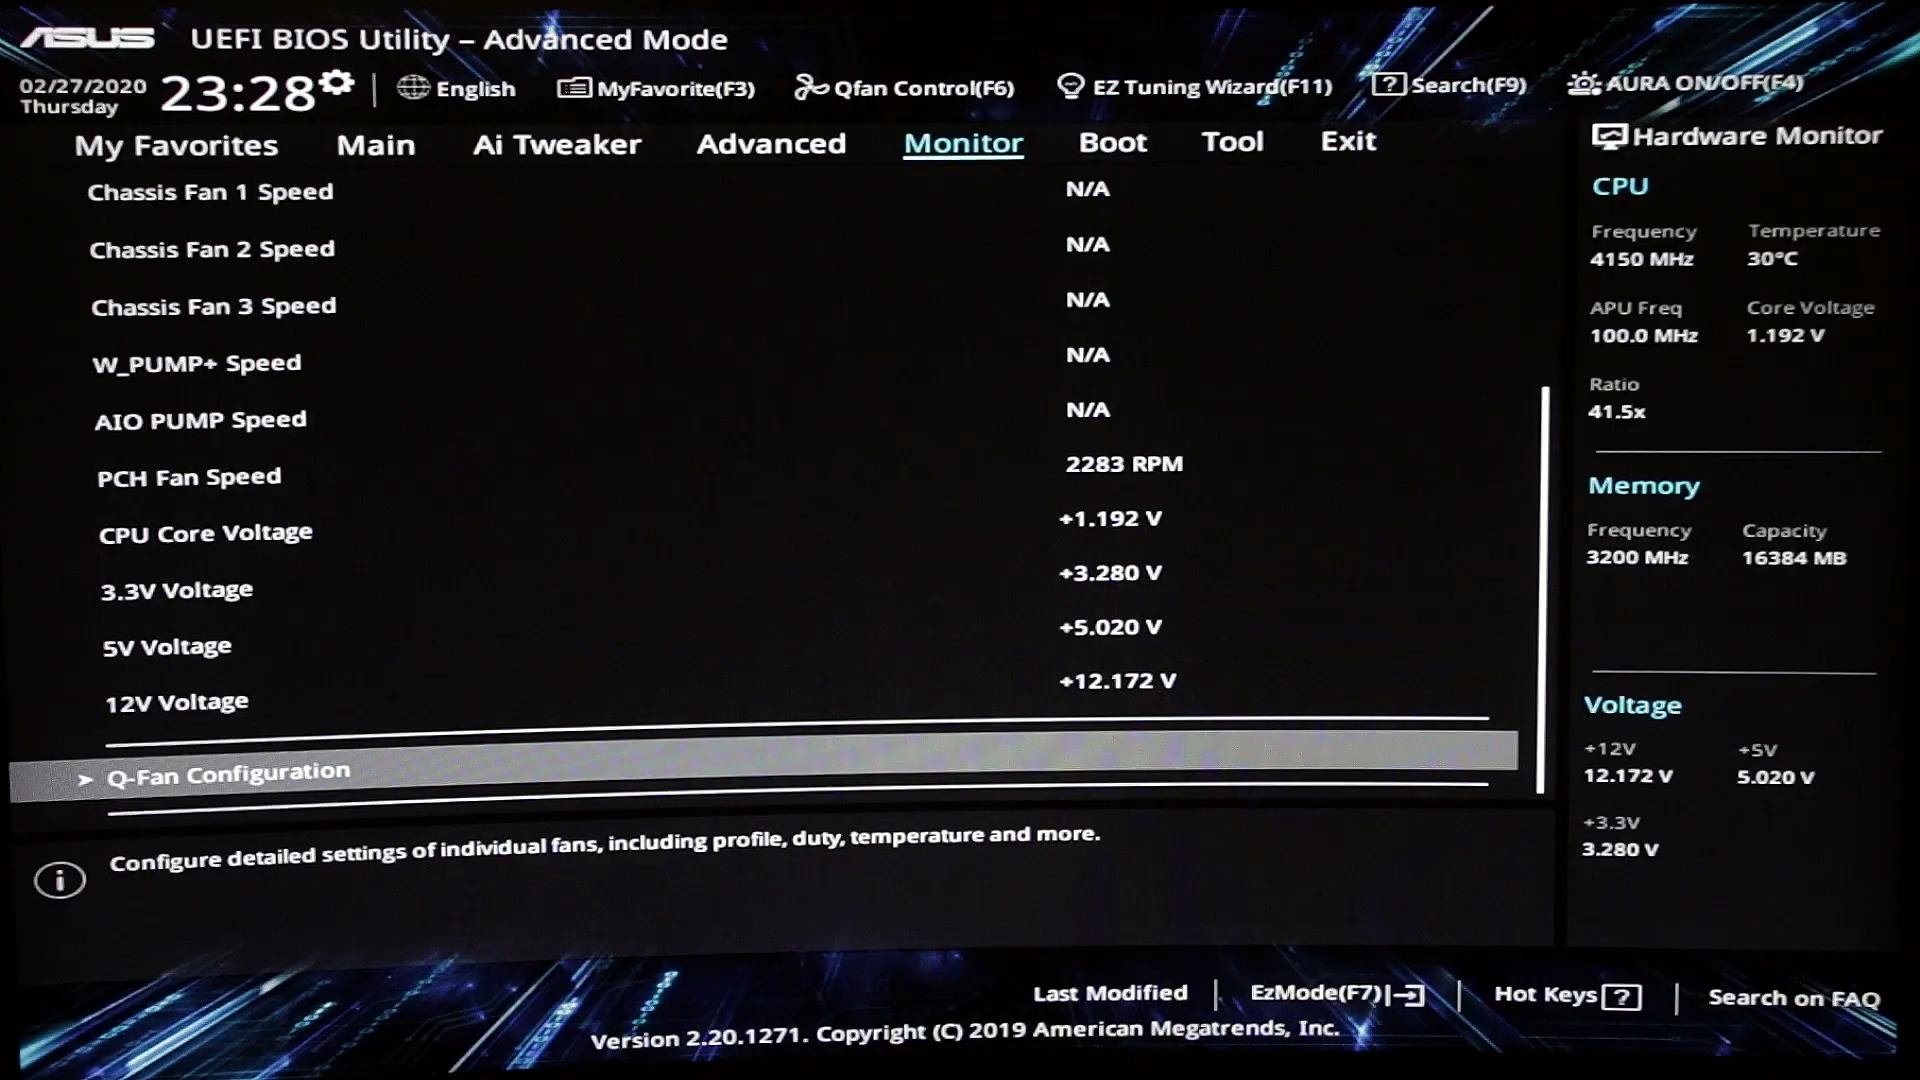 ASUS UEFI BIOS Utility – Advanced Mode
02/27/2020
Thursday
23:28
English MyFavorite(F3) Qfan Control(F6) EZ Tuning Wizard(F11) ? Search(F9) AURA ON/OFF(F4)
My Favorites Main Ai Tweaker Advanced Monitor Boot Tool Exit
Chassis Fan 1 Speed N/A
Chassis Fan 2 Speed N/A
Chassis Fan 3 Speed N/A
W_PUMP+ Speed N/A
AIO PUMP Speed N/A
PCH Fan Speed 2283 RPM
CPU Core Voltage +1.192 V
3.3V Voltage +3.280 V
5V Voltage +5.020 V
12V Voltage +12.172 V
> Q-Fan Configuration
i Configure detailed settings of individual fans, including profile, duty, temperature and more.
Hardware Monitor
CPU
Frequency Temperature
4150 MHz 30°C
APU Freq Core Voltage
100.0 MHz 1.192 V
Ratio
41.5x
Memory
Frequency Capacity
3200 MHz 16384 MB
Voltage
+12V +5V
12.172 V 5.020 V
+3.3V
3.280 V
Last Modified | EzMode(F7) | Hot Keys ? | Search on FAQ
Version 2.20.1271. Copyright (C) 2019 American Megatrends, Inc.